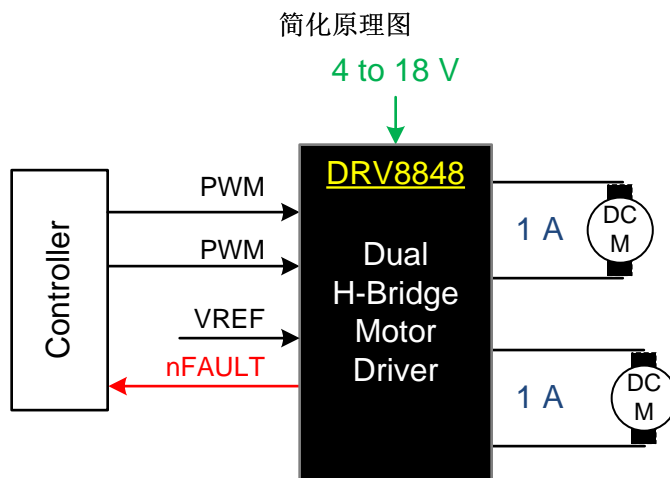 简化原理图
4 to 18 V
Controller
PWM
PWM
VREF
nFAULT
DRV8848
Dual
H-Bridge
Motor
Driver
1 A
DC
M
1 A
DC
M